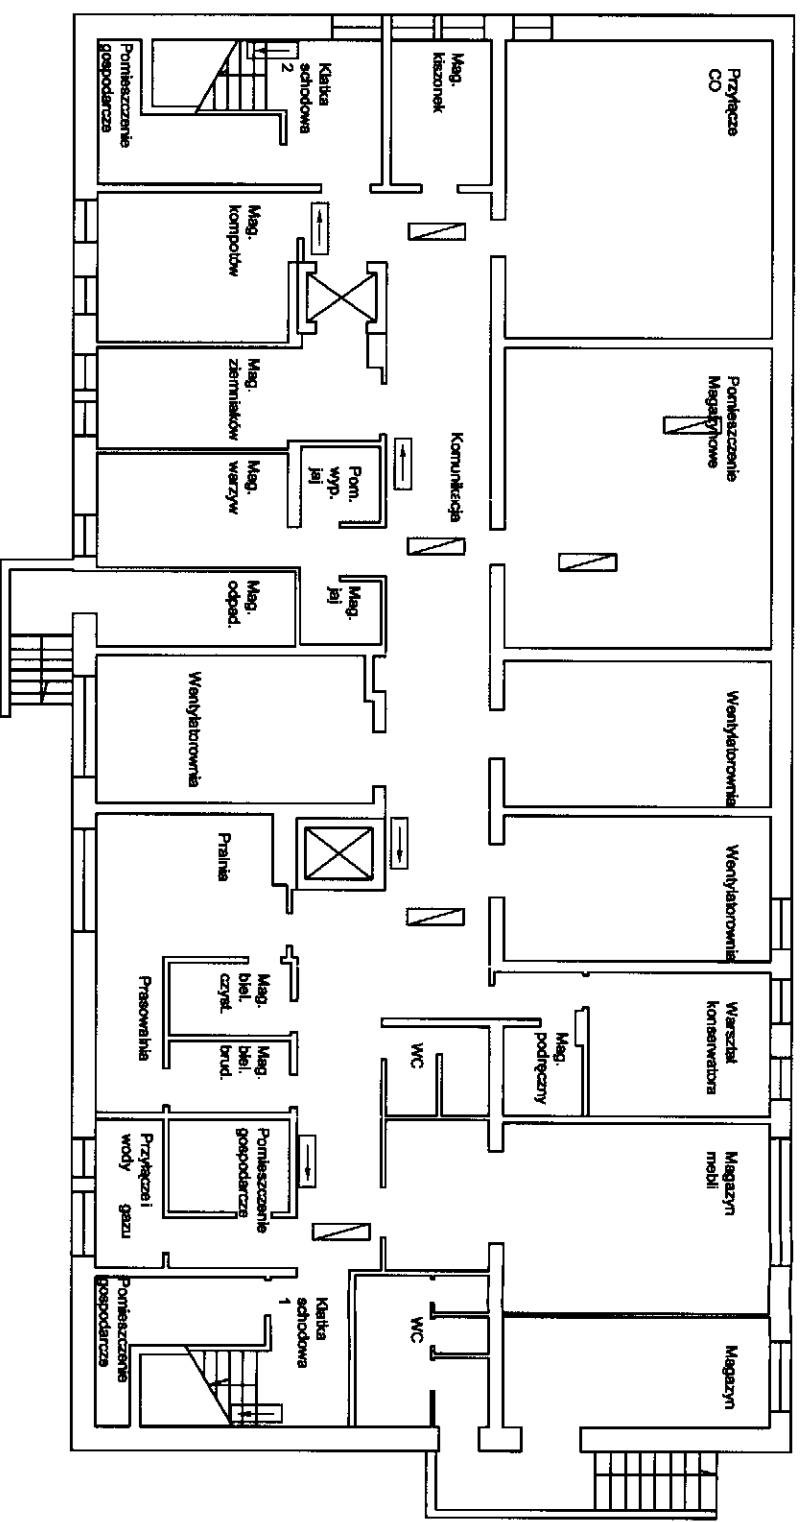 Klatka
schodowa
2
Pomieszczenie
gospodarcze
Mag.
kiszonek
Przyłącze
CO
Mag.
kompotów
Mag.
ziemniaków
Mag.
warzyw
Pom.
wyp.
jaj
Mag.
jaj
Mag.
odpad.
Komunikacja
Pomieszczenie
Magazynowe
Wentylatorownia
Wentylatorownia
Wentylatorownia
Pralnia
Prasowalnia
Mag.
biel.
czyst.
Mag.
biel.
brud.
WC
Mag.
podręczny
Warsztat
konserwatora
Pomieszczenie
gospodarcze
Przyłącze i
wody gazu
Magazyn
mebli
Klatka
schodowa
1
Pomieszczenie
gospodarcze
WC
Magazyn